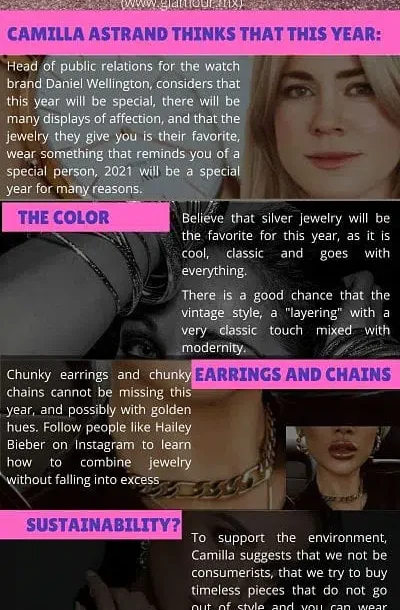 (www.glamour.mx)
CAMILLA ASTRAND THINKS THAT THIS YEAR:
Head of public relations for the watch
brand Daniel Wellington, considers that
this year will be special, there will be
many displays of affection, and that the
jewelry they give you is their favorite,
wear something that reminds you of a
special person, 2021 will be a special
year for many reasons.
THE COLOR
Believe that silver jewelry will be
the favorite for this year, as it is
cool, classic and goes with
everything.
There is a good chance that the
vintage style, a "layering" with a
very classic touch mixed with
modernity.
EARRINGS AND CHAINS
Chunky earrings and chunky
chains cannot be missing this
year, and possibly with golden
hues. Follow people like Hailey
Bieber on Instagram to learn
how to combine jewelry
without falling into excess
SUSTAINABILITY?
To support the environment,
Camilla suggests that we not be
consumerists, that we try to buy
timeless pieces that do not go
out of style and you can wear